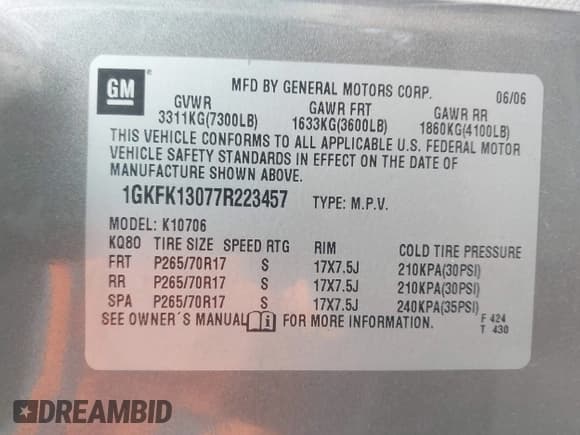 GM
MFD BY GENERAL MOTORS CORP. 06/06
GVWR GAWR FRT GAWR RR
3311KG(7300LB) 1633KG(3600LB) 1860KG(4100LB)
THIS VEHICLE CONFORMS TO ALL APPLICABLE U.S. FEDERAL MOTOR
VEHICLE SAFETY STANDARDS IN EFFECT ON THE DATE OF
MANUFACTURE SHOWN ABOVE.
1GKFK13077R223457 TYPE: M.P.V.
MODEL: K10706
KQ80 TIRE SIZE SPEED RTG RIM COLD TIRE PRESSURE
FRT P265/70R17 S 17X7.5J 210KPA(30PSI)
RR P265/70R17 S 17X7.5J 210KPA(30PSI)
SPA P265/70R17 S 17X7.5J 240KPA(35PSI)
SEE OWNER'S MANUAL i FOR MORE INFORMATION. F 424
T 430
DREAMBID